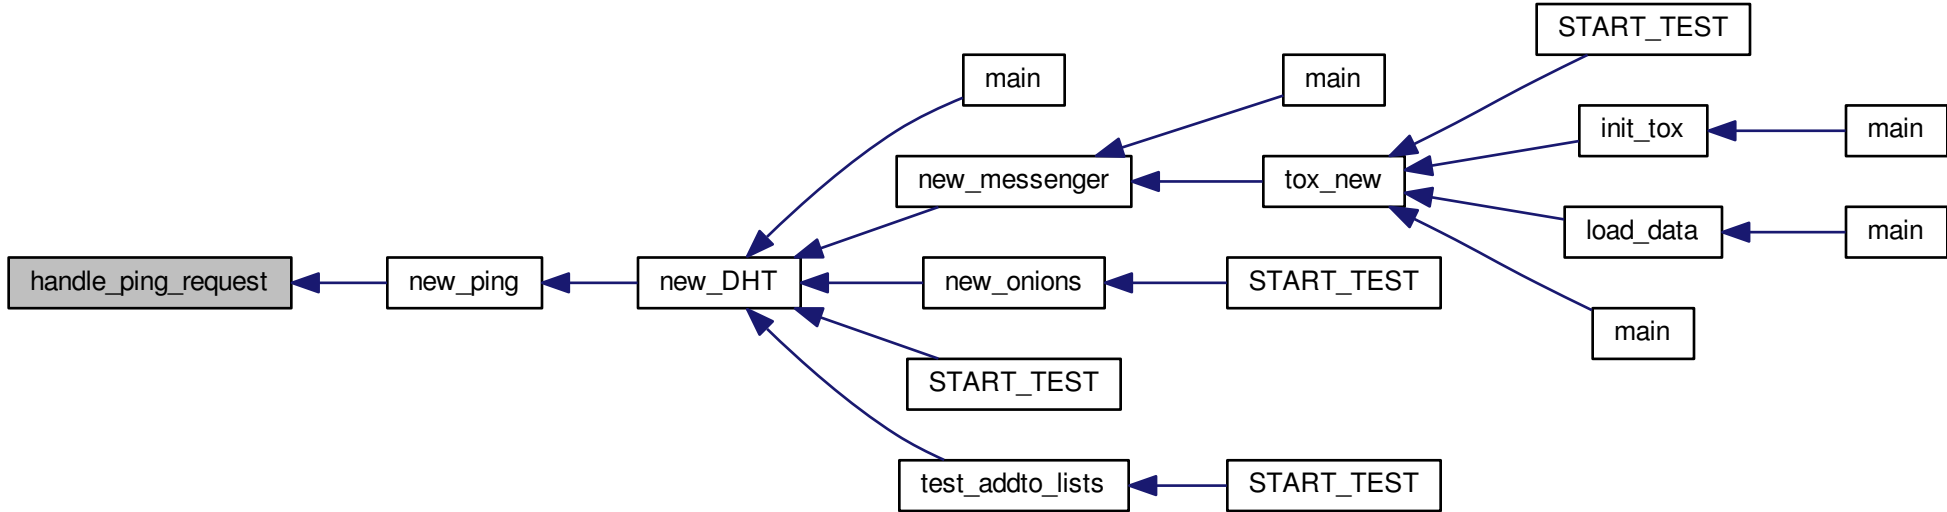 START_TEST
main
main
init_tox
main
new_messenger
tox_new
load_data
main
handle_ping_request
new_ping
new_DHT
new_onions
START_TEST
main
START_TEST
test_addto_lists
START_TEST